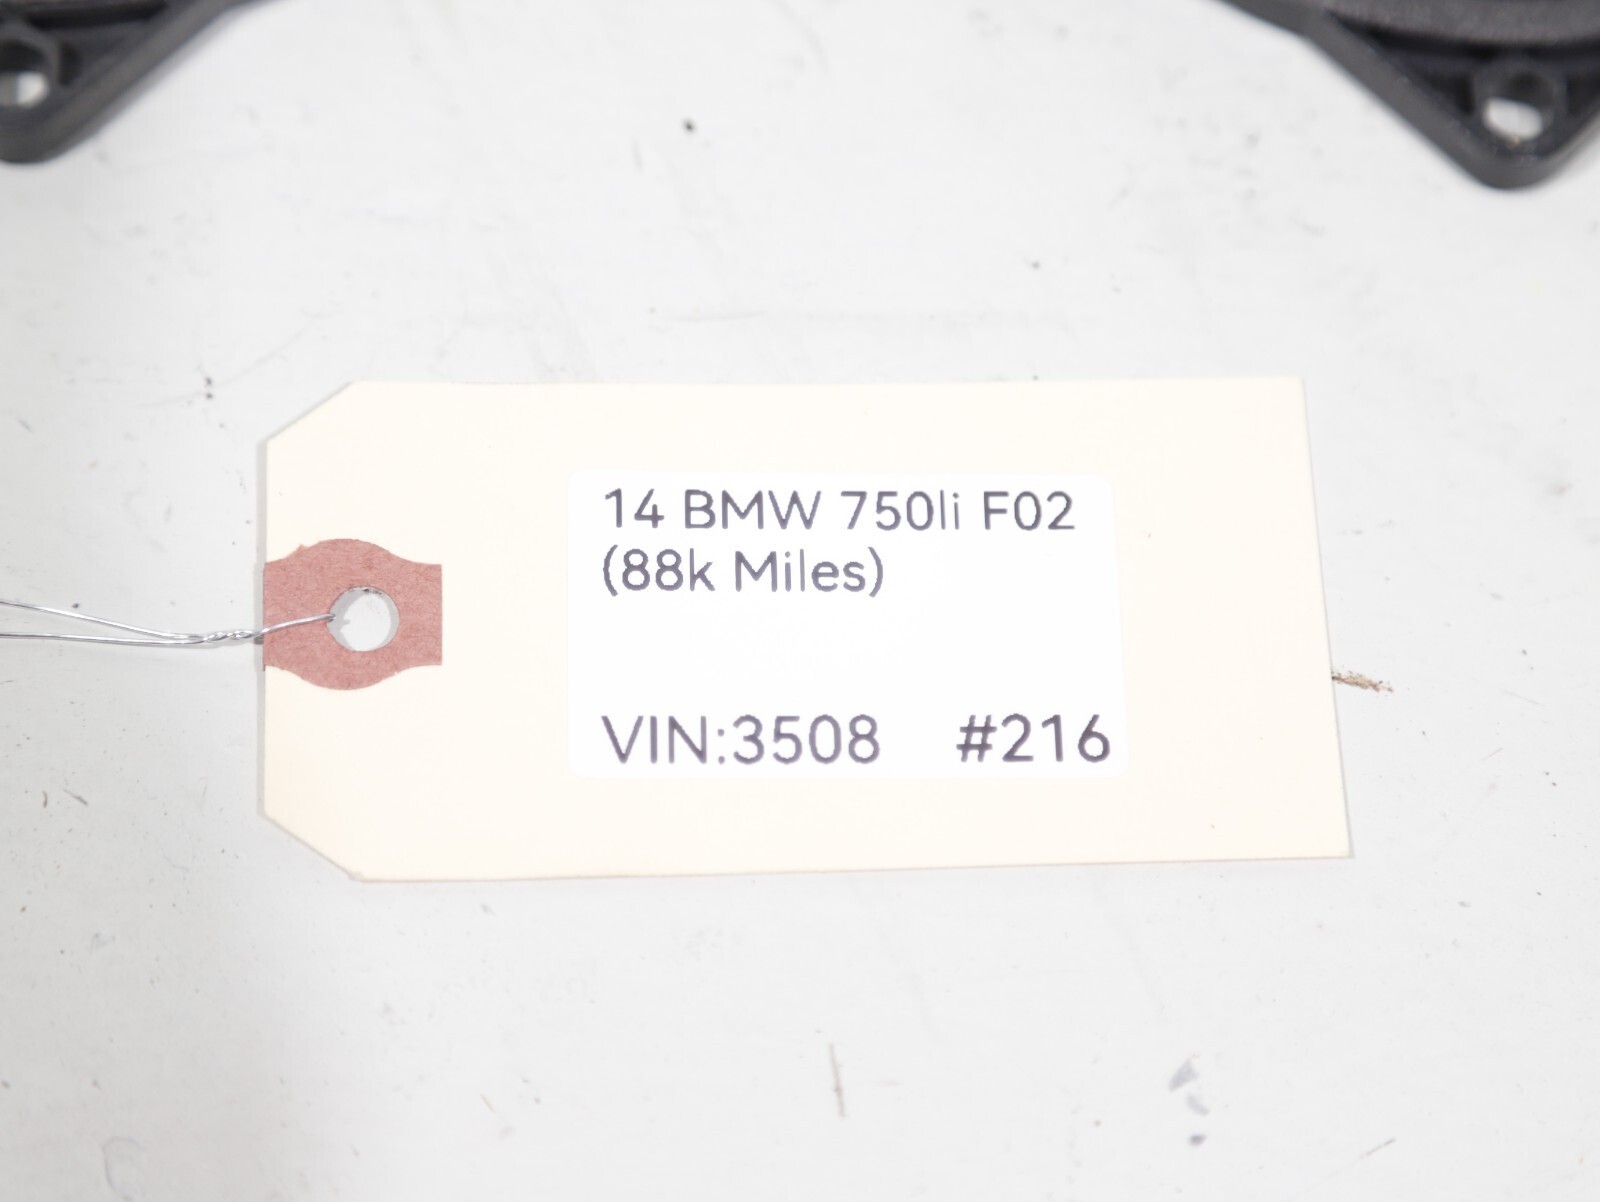 14 BMW 750li F02
(88k Miles)
VIN:3508 #216